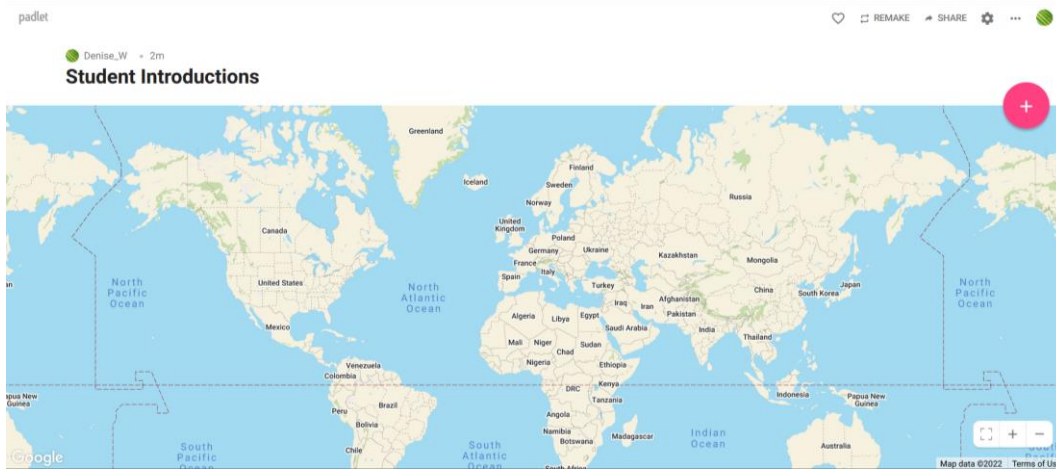 padlet
REMAKE
SHARE
Denise_W • 2m
Student Introductions
Greenland
Finland
Iceland
Sweden
Russia
Norway
United
Kingdom
Canada
Poland
Germany
Ukraine
Kazakhstan
Mongolia
France
Italy
Spain
United States
Turkey
China
Japan
South Korea
North
Pacific
Ocean
North
Atlantic
Ocean
North
Pacific
Ocean
Iraq
Iran
Afghanistan
Pakistan
Algeria
Libya
Egypt
Saudi Arabia
India
Mexico
Thailand
Mali
Niger
Chad
Sudan
Nigeria
Ethiopia
Venezuela
Colombia
DRC
Kenya
Tanzania
Indonesia
Papua New
Guinea
Guinea
Peru
Brazil
Bolivia
Angola
Namibia
Botswana
Madagascar
Indian
Ocean
Australia
Chile
South
Pacific
Ocean
South
Atlantic
Ocean
South Africa
Google
Map data ©2022
Terms of